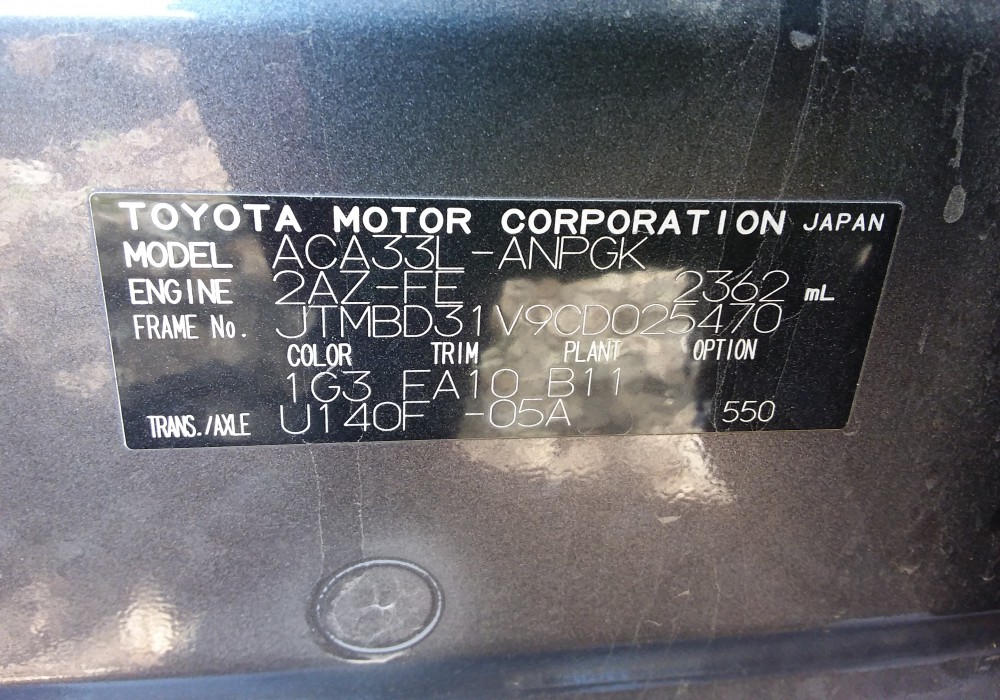 TOYOTA MOTOR CORPORATION JAPAN
MODEL ACA33L-ANPGK
ENGINE 2AZ-FE 2362 mL
FRAME No. JTMBD31V9CD025470
COLOR TRIM PLANT OPTION
1G3 FA10 B11
TRANS./AXLE U140F -05A 550